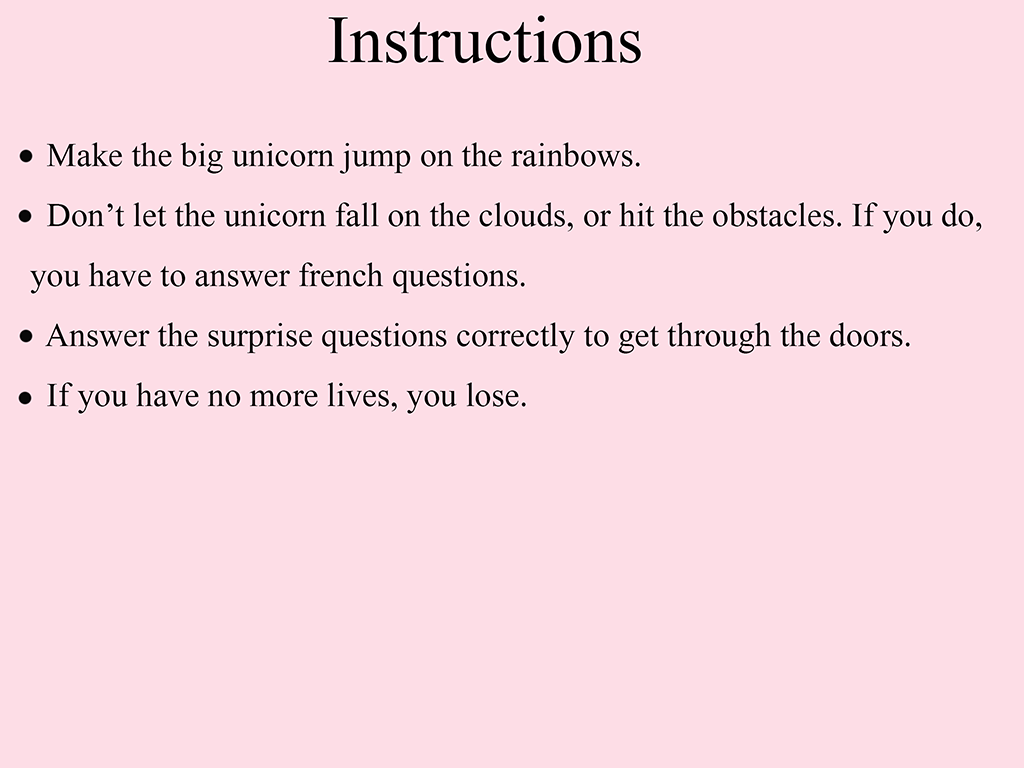 Instructions
• Make the big unicorn jump on the rainbows.
• Don’t let the unicorn fall on the clouds, or hit the obstacles. If you do,
you have to answer french questions.
• Answer the surprise questions correctly to get through the doors.
• If you have no more lives, you lose.